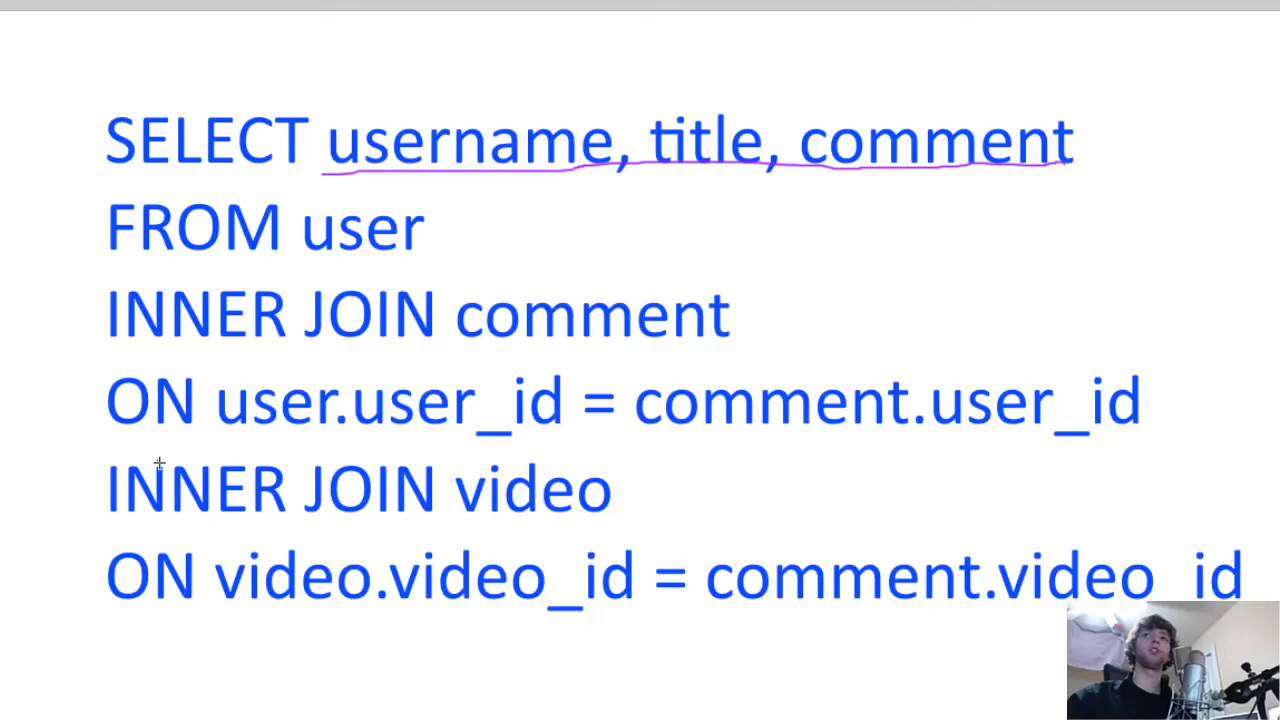 SELECT username, title, comment
FROM user
INNER JOIN comment
ON user.user_id = comment.user_id
INNER JOIN video
ON video.video_id = comment.video_id